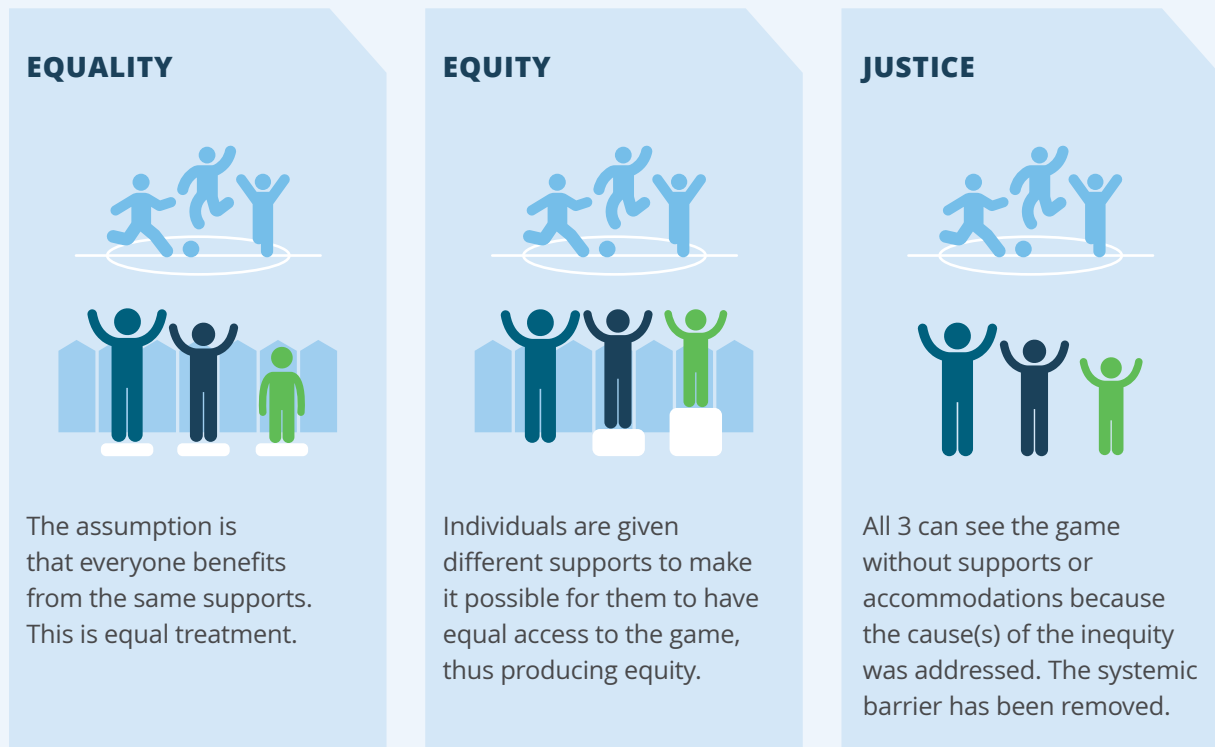 EQUALITY
The assumption is
that everyone benefits
from the same supports.
This is equal treatment.
EQUITY
Individuals are given
different supports to make
it possible for them to have
equal access to the game,
thus producing equity.
JUSTICE
All 3 can see the game
without supports or
accommodations because
the cause(s) of the inequity
was addressed. The systemic
barrier has been removed.